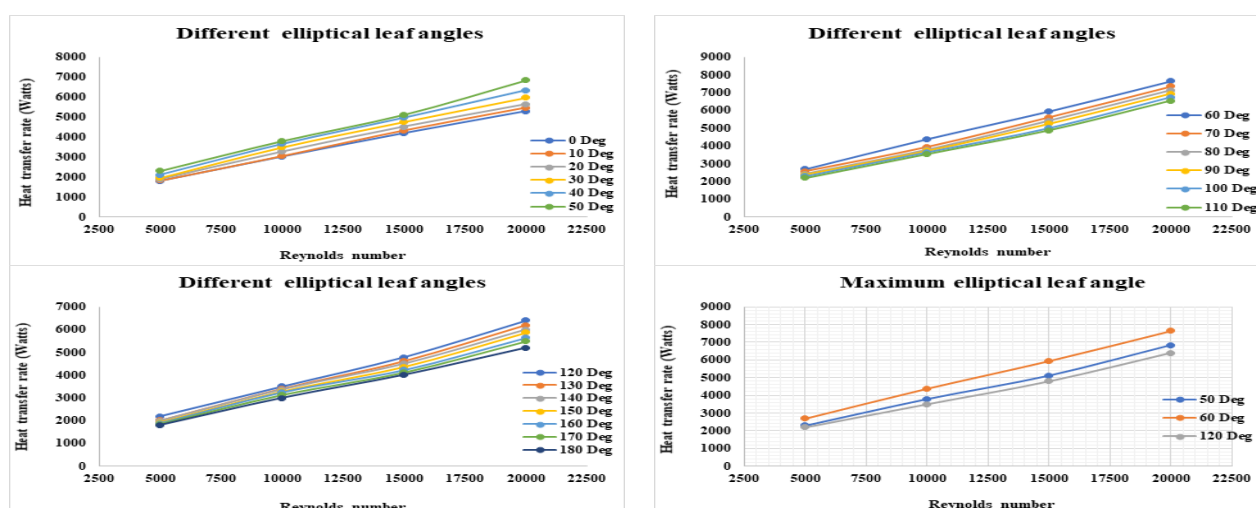 Different elliptical leaf angles
Heat transfer rate (Watts)
8000
7000
6000
5000
4000
3000
2000
1000
0
2500 5000 7500 10000 12500 15000 17500 20000 22500
Reynolds number
0 Deg
10 Deg
20 Deg
30 Deg
40 Deg
50 Deg
Different elliptical leaf angles
Heat transfer rate (Watts)
9000
8000
7000
6000
5000
4000
3000
2000
1000
0
2500 5000 7500 10000 12500 15000 17500 20000 22500
Reynolds number
60 Deg
70 Deg
80 Deg
90 Deg
100 Deg
110 Deg
Different elliptical leaf angles
Heat transfer rate (Watts)
7000
6000
5000
4000
3000
2000
1000
0
2500 5000 7500 10000 12500 15000 17500 20000 22500
Reynolds number
120 Deg
130 Deg
140 Deg
150 Deg
160 Deg
170 Deg
180 Deg
Maximum elliptical leaf angle
Heat transfer rate (Watts)
9000
8000
7000
6000
5000
4000
3000
2000
1000
0
2500 5000 7500 10000 12500 15000 17500 20000 22500
Reynolds number
50 Deg
60 Deg
120 Deg